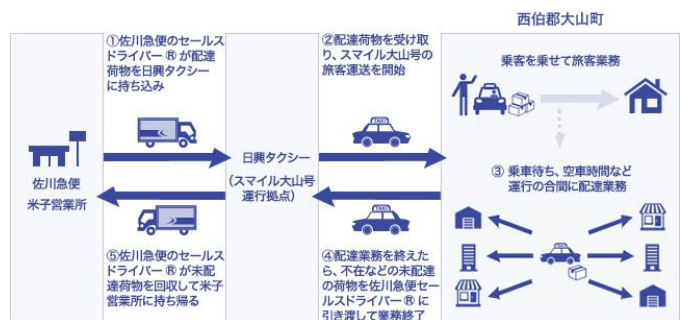 西伯郡大山町
①佐川急便のセールス
ドライバー®が配達
荷物を日興タクシー
に持ち込み
②配達荷物を受け取
り、スマイル大山号の
旅客運送を開始
乗客を乗せて旅客業務
TAXI
佐川急便
米子営業所
日興タクシー
(スマイル大山号
運行拠点)
③ 乗車待ち、空車時間など
運行の合間に配達業務
⑤佐川急便のセールス
ドライバー®が未配
達荷物を回収して米子
営業所に持ち帰る
TAXI
④配達業務を終えた
ら、不在などの未配達
の荷物を佐川急便セー
ルスドライバー®に
引き渡して業務終了